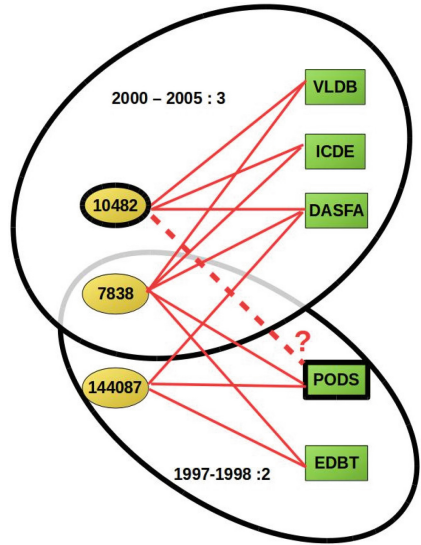 VLDB
2000 – 2005 : 3
ICDE
10482
DASFA
7838
?
PODS
144087
EDBT
1997-1998 :2